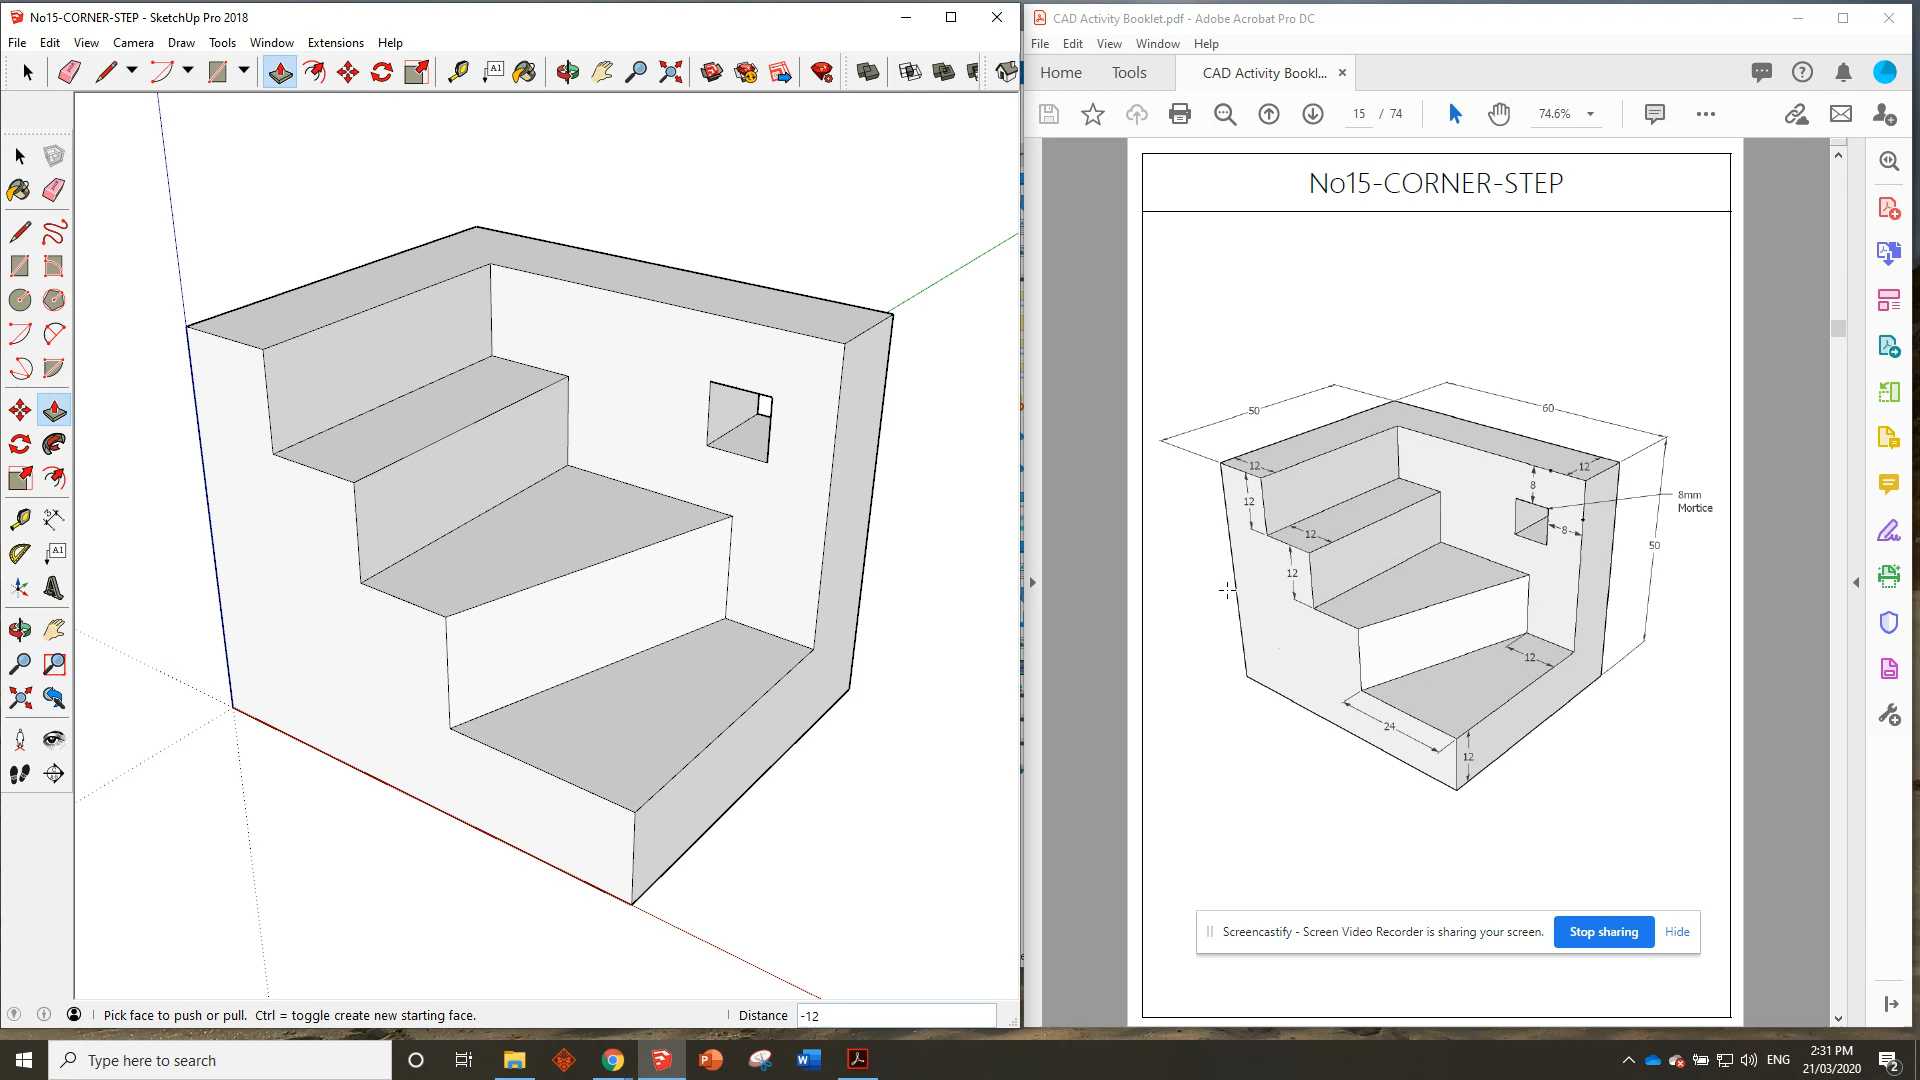 No15-CORNER-STEP - SketchUp Pro 2018
File Edit View Camera Draw Tools Window Extensions Help
A1
A1
Pick face to push or pull. Ctrl = toggle create new starting face.
Distance -12
CAD Activity Booklet.pdf - Adobe Acrobat Pro DC
File Edit View Window Help
Home Tools CAD Activity Bookl... ×
15 / 74 74.6%
No15-CORNER-STEP
50
60
12
12
8
12
8mm
Mortice
12
8
50
12
12
24
12
Screencastify - Screen Video Recorder is sharing your screen. Stop sharing Hide
Type here to search
ENG
2:31 PM
21/03/2020
2